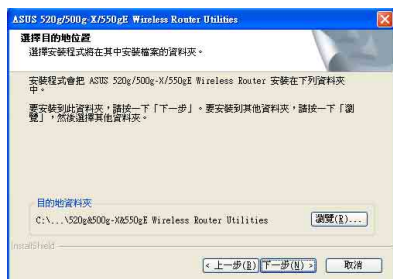 ASUS 520g/500g-X/550gE Wireless Router Utilities
選擇目的地位置
選擇安裝程式將在其中安裝檔案的資料夾。
安裝程式會把 ASUS 520g/500g-X/550gE Wireless Router 安裝在下列資料夾
中。
要安裝到此資料夾，請按一下「下一步」。要安裝到其他資料夾，請按一下「瀏
覽」，然後選擇其他資料夾。
目的地資料夾
C:\...\520g&500g-X&550gE Wireless Router Utilities
瀏覽(R)...
InstallShield
< 上一步(B)
下一步(N) >
取消